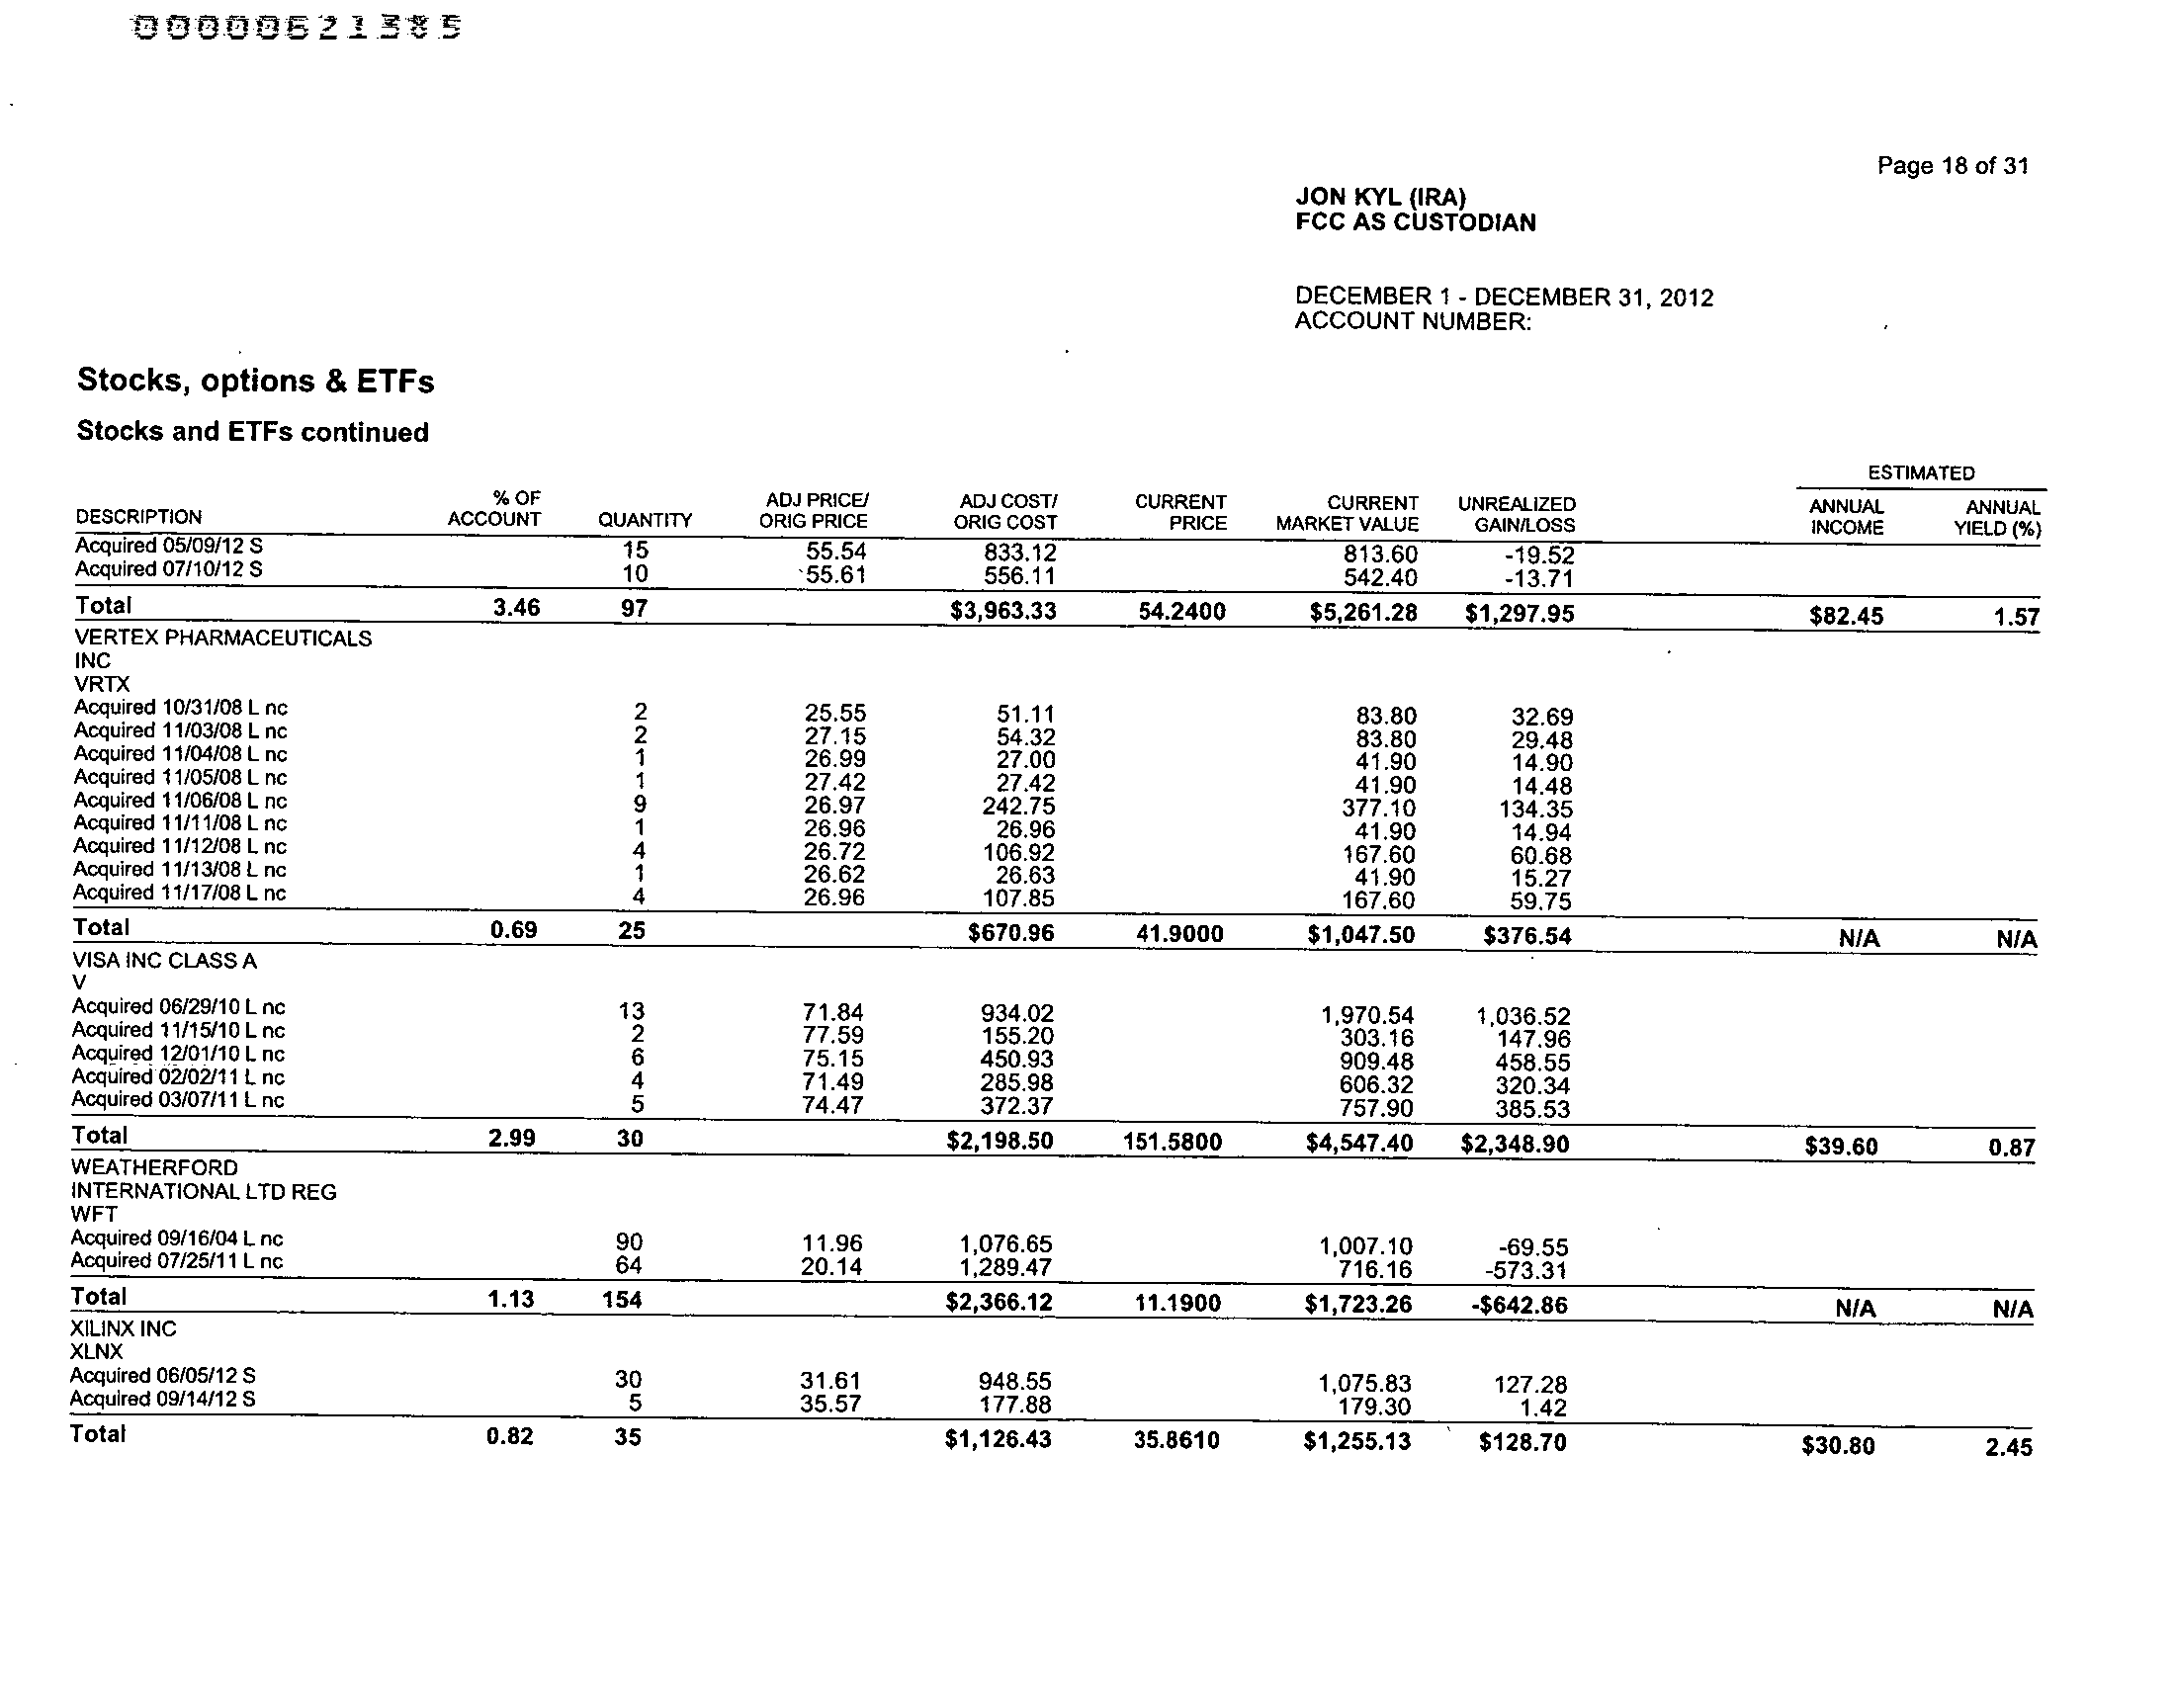 00000621385
Page 18 of 31
JON KYL (IRA)
FCC AS CUSTODIAN
DECEMBER 1 - DECEMBER 31, 2012
ACCOUNT NUMBER:
Stocks, options & ETFs
Stocks and ETFs continued
ESTIMATED
% OF ADJ PRICE/ ADJ COST/ CURRENT CURRENT UNREALIZED ANNUAL ANNUAL
DESCRIPTION ACCOUNT QUANTITY ORIG PRICE ORIG COST PRICE MARKET VALUE GAIN/LOSS INCOME YIELD (%)
Acquired 05/09/12 S 15 55.54 833.12 813.60 -19.52
Acquired 07/10/12 S 10 55.61 556.11 542.40 -13.71
Total 3.46 97 $3,963.33 54.2400 $5,261.28 $1,297.95 $82.45 1.57
VERTEX PHARMACEUTICALS
INC
VRTX
Acquired 10/31/08 L nc 2 25.55 51.11 83.80 32.69
Acquired 11/03/08 L nc 2 27.15 54.32 83.80 29.48
Acquired 11/04/08 L nc 1 26.99 27.00 41.90 14.90
Acquired 11/05/08 L nc 1 27.42 27.42 41.90 14.48
Acquired 11/06/08 L nc 9 26.97 242.75 377.10 134.35
Acquired 11/11/08 L nc 1 26.96 26.96 41.90 14.94
Acquired 11/12/08 L nc 4 26.72 106.92 167.60 60.68
Acquired 11/13/08 L nc 1 26.62 26.63 41.90 15.27
Acquired 11/17/08 L nc 4 26.96 107.85 167.60 59.75
Total 0.69 25 $670.96 41.9000 $1,047.50 $376.54 N/A N/A
VISA INC CLASS A
V
Acquired 06/29/10 L nc 13 71.84 934.02 1,970.54 1,036.52
Acquired 11/15/10 L nc 2 77.59 155.20 303.16 147.96
Acquired 12/01/10 L nc 6 75.15 450.93 909.48 458.55
Acquired 02/02/11 L nc 4 71.49 285.98 606.32 320.34
Acquired 03/07/11 L nc 5 74.47 372.37 757.90 385.53
Total 2.99 30 $2,198.50 151.5800 $4,547.40 $2,348.90 $39.60 0.87
WEATHERFORD
INTERNATIONAL LTD REG
WFT
Acquired 09/16/04 L nc 90 11.96 1,076.65 1,007.10 -69.55
Acquired 07/25/11 L nc 64 20.14 1,289.47 716.16 -573.31
Total 1.13 154 $2,366.12 11.1900 $1,723.26 -$642.86 N/A N/A
XILINX INC
XLNX
Acquired 06/05/12 S 30 31.61 948.55 1,075.83 127.28
Acquired 09/14/12 S 5 35.57 177.88 179.30 1.42
Total 0.82 35 $1,126.43 35.8610 $1,255.13 $128.70 $30.80 2.45